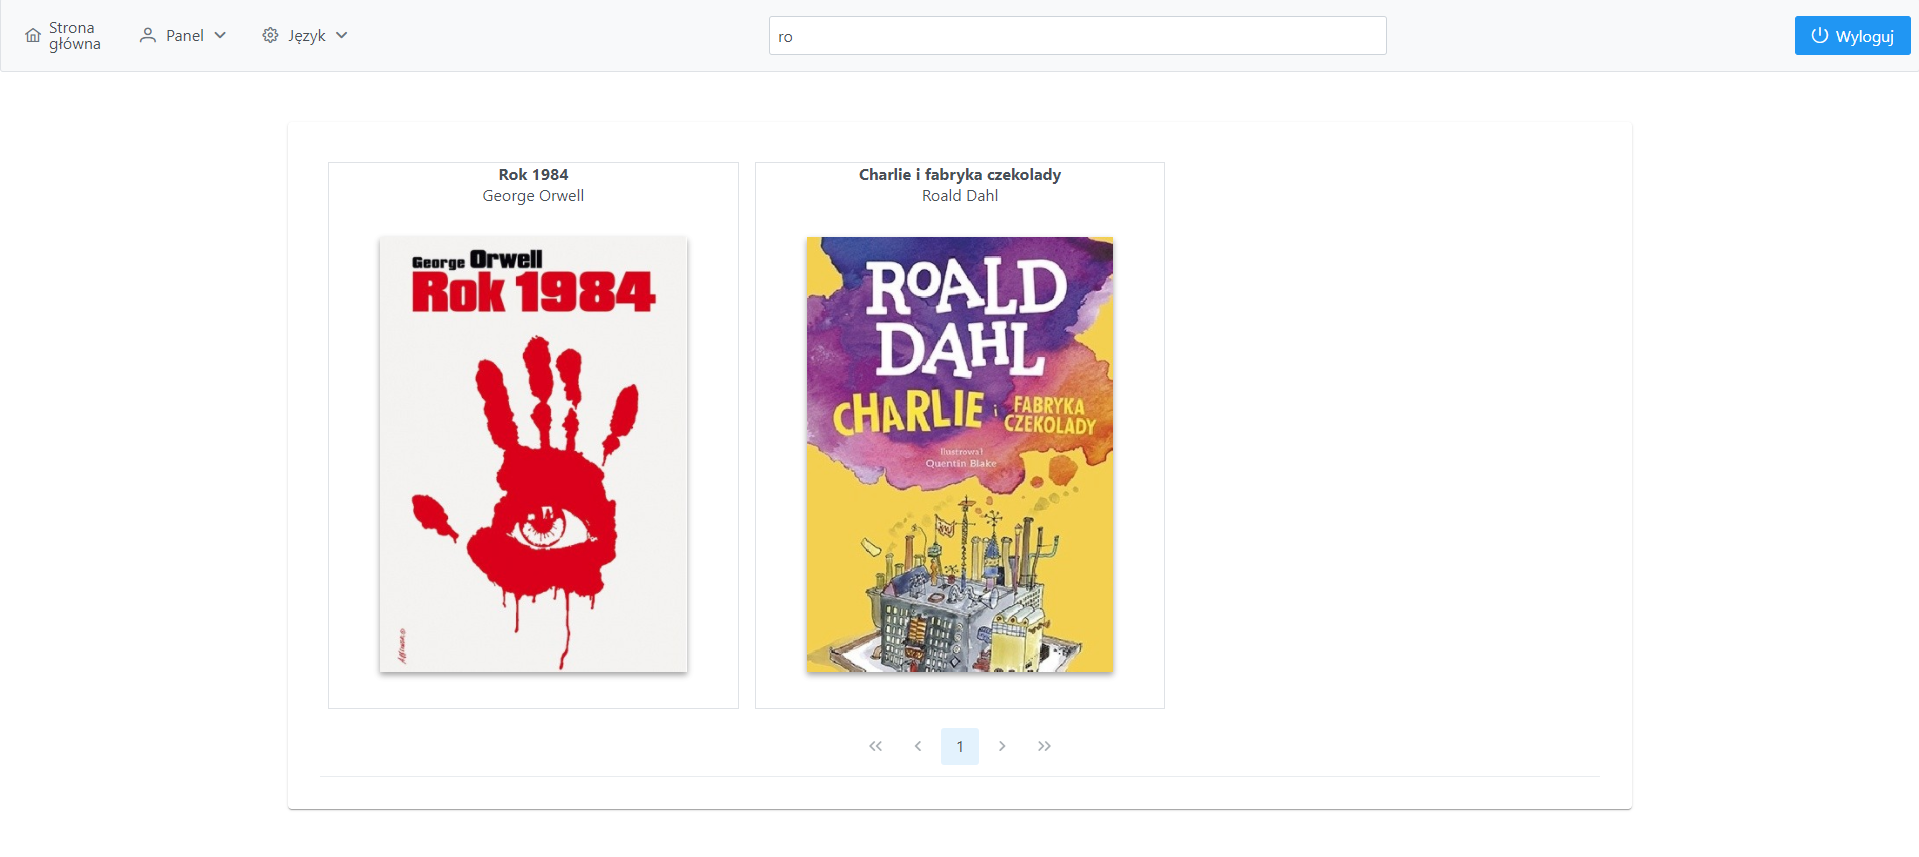 Strona
główna
Panel
Język
ro
Wyloguj
Rok 1984
George Orwell
George Orwell
Rok 1984
Charlie i fabryka czekolady
Roald Dahl
ROALD
DAHL
CHARLIE i FABRYKA
CZEKOLADY
Ilustrował
Quentin Blake
1